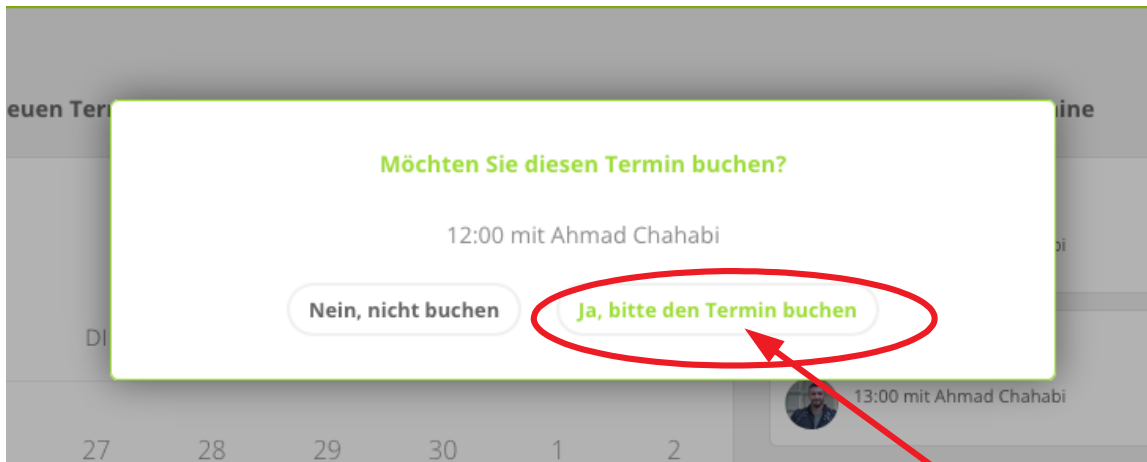 euen Ter
ine
Möchten Sie diesen Termin buchen?
12:00 mit Ahmad Chahabi
bi
Nein, nicht buchen
Ja, bitte den Termin buchen
DI
13:00 mit Ahmad Chahabi
27 28 29 30 1 2